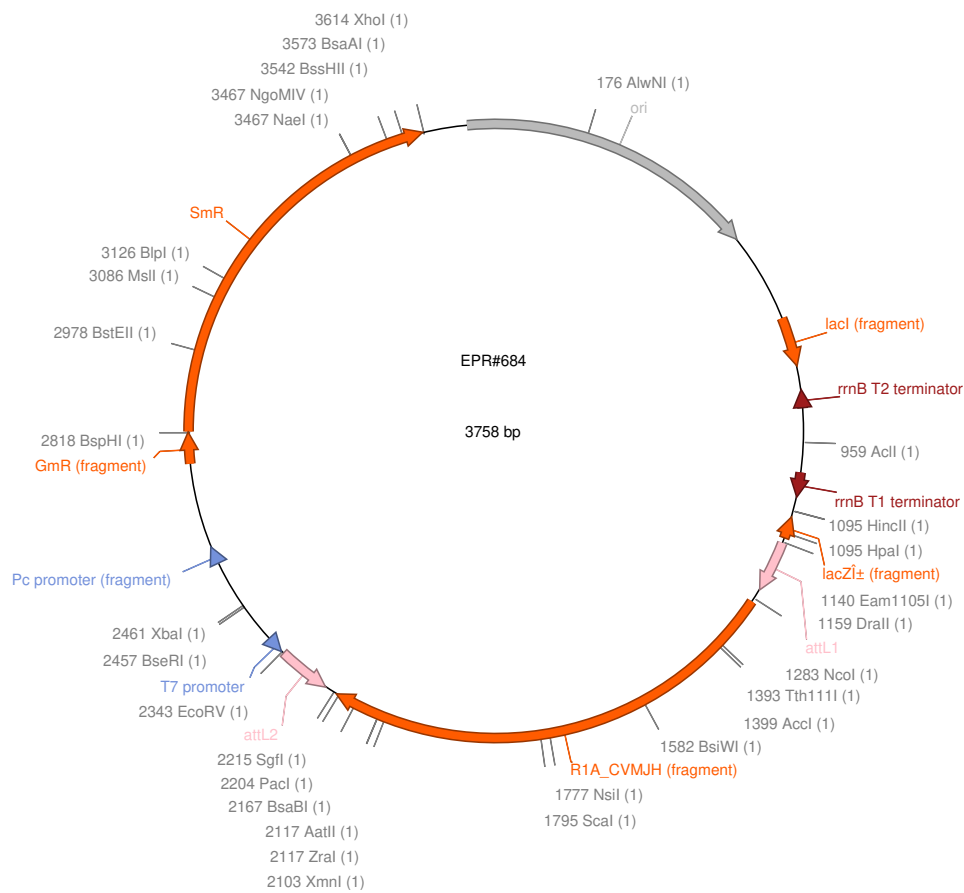 3614 XhoI (1)
3573 BsaAI (1)
3542 BssHII (1)
3467 NgoMIV (1)
3467 NaeI (1)
176 AlwNI (1)
ori
SmR
3126 BlpI (1)
3086 MslI (1)
2978 BstEII (1)
2818 BspHI (1)
GmR (fragment)
EPR#684
3758 bp
lacI (fragment)
rrnB T2 terminator
959 AclI (1)
rrnB T1 terminator
1095 HincII (1)
1095 HpaI (1)
lacZÎ± (fragment)
1140 Eam1105I (1)
1159 DraII (1)
attL1
1283 NcoI (1)
1393 Tth111I (1)
1399 AccI (1)
1582 BsiWI (1)
R1A_CVMJH (fragment)
1777 NsiI (1)
1795 ScaI (1)
Pc promoter (fragment)
2461 XbaI (1)
2457 BseRI (1)
T7 promoter
2343 EcoRV (1)
attL2
2215 SgfI (1)
2204 PacI (1)
2167 BsaBI (1)
2117 AatII (1)
2117 ZraI (1)
2103 XmnI (1)